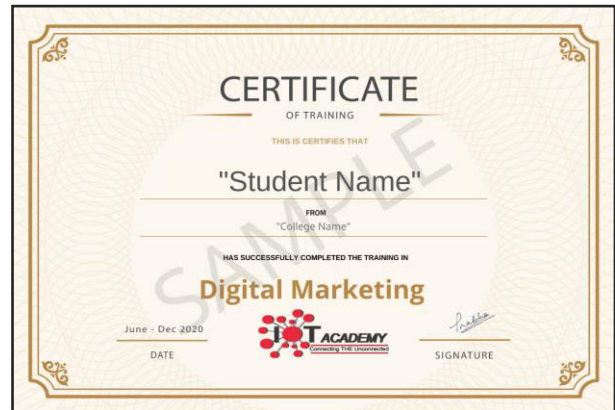 CERTIFICATE
OF TRAINING
THIS IS CERTIFIES THAT
"Student Name"
FROM
"College Name"
HAS SUCCESSFULLY COMPLETED THE TRAINING IN
SAMPLE
Digital Marketing
June - Dec 2020
DATE
IOT ACADEMY
Connecting THE Unconnected
Prabha
SIGNATURE